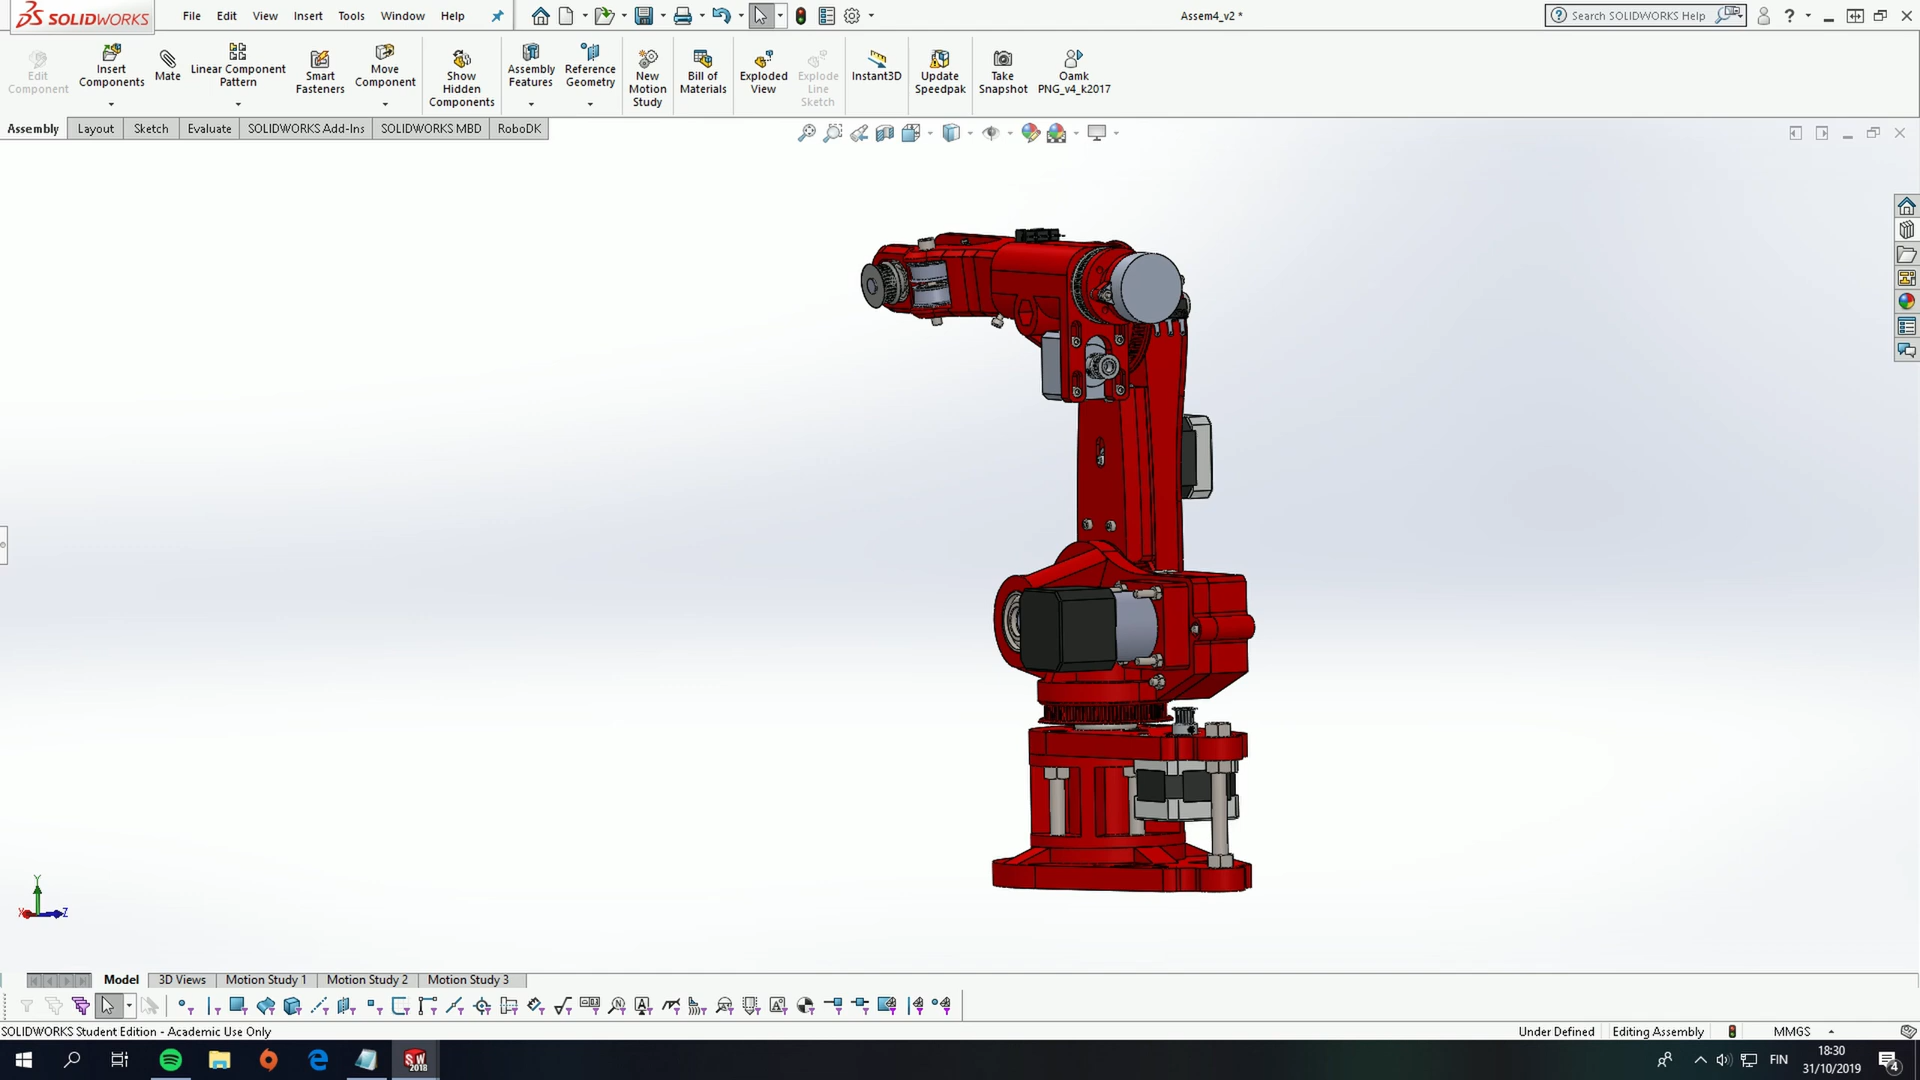 SOLIDWORKS File Edit View Insert Tools Window Help Assem4_v2 * Search SOLIDWORKS Help ?
Edit Component
Insert Components
Mate
Linear Component Pattern
Smart Fasteners
Move Component
Show Hidden Components
Assembly Features
Reference Geometry
New Motion Study
Bill of Materials
Exploded View
Explode Line Sketch
Instant3D
Update Speedpak
Take Snapshot
Oamk PNG_v4_k2017
Assembly Layout Sketch Evaluate SOLIDWORKS Add-Ins SOLIDWORKS MBD RoboDK
Y
X Z
Model 3D Views Motion Study 1 Motion Study 2 Motion Study 3
SOLIDWORKS Student Edition - Academic Use Only Under Defined Editing Assembly MMGS
SW 2018
FIN
18:30
31/10/2019
4